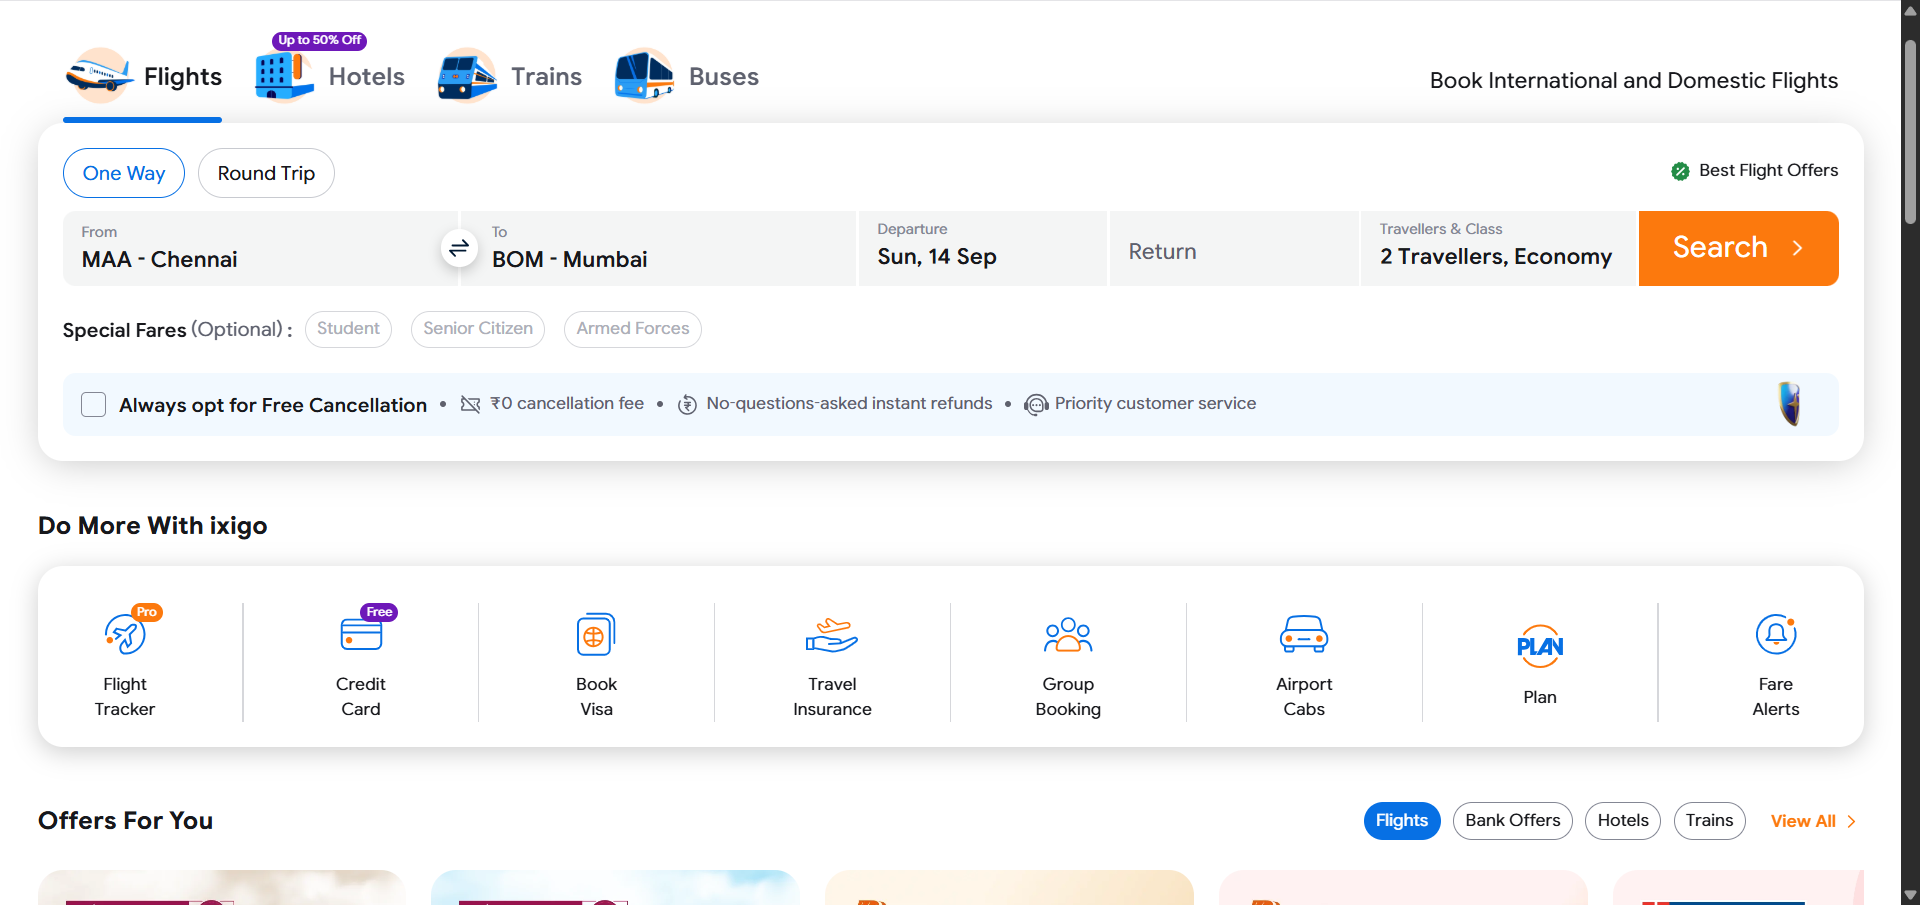 Up to 50% Off
Flights Hotels Trains Buses
Book International and Domestic Flights
One Way Round Trip
Best Flight Offers
From
MAA - Chennai
To
BOM - Mumbai
Departure
Sun, 14 Sep
Return
Travellers & Class
2 Travellers, Economy
Search
Special Fares (Optional) : Student Senior Citizen Armed Forces
Always opt for Free Cancellation • ₹0 cancellation fee • No-questions-asked instant refunds • Priority customer service
Do More With ixigo
Pro
Flight
Tracker
Free
Credit
Card
Book
Visa
Travel
Insurance
Group
Booking
Airport
Cabs
PLAN
Plan
Fare
Alerts
Offers For You
Flights Bank Offers Hotels Trains View All